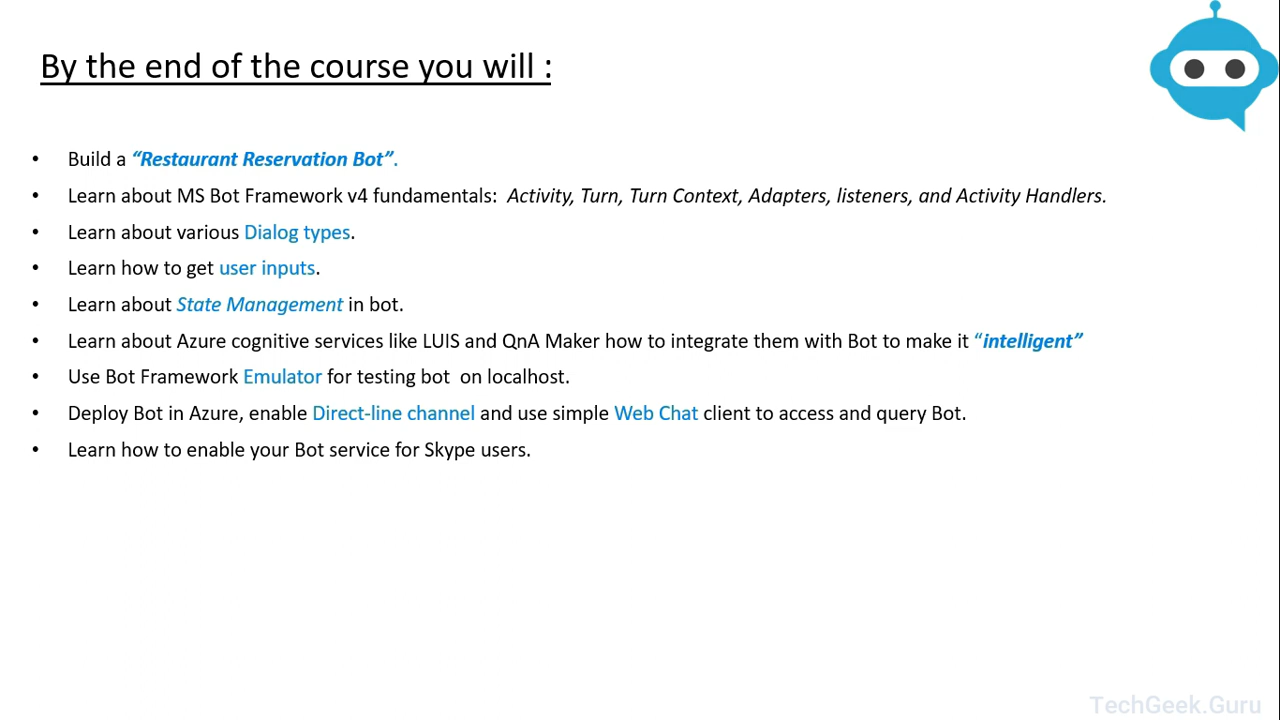 By the end of the course you will :
• Build a “Restaurant Reservation Bot”.
• Learn about MS Bot Framework v4 fundamentals:  Activity, Turn, Turn Context, Adapters, listeners, and Activity Handlers.
• Learn about various Dialog types.
• Learn how to get user inputs.
• Learn about State Management in bot.
• Learn about Azure cognitive services like LUIS and QnA Maker how to integrate them with Bot to make it “intelligent”
• Use Bot Framework Emulator for testing bot  on localhost.
• Deploy Bot in Azure, enable Direct-line channel and use simple Web Chat client to access and query Bot.
• Learn how to enable your Bot service for Skype users.
TechGeek.Guru